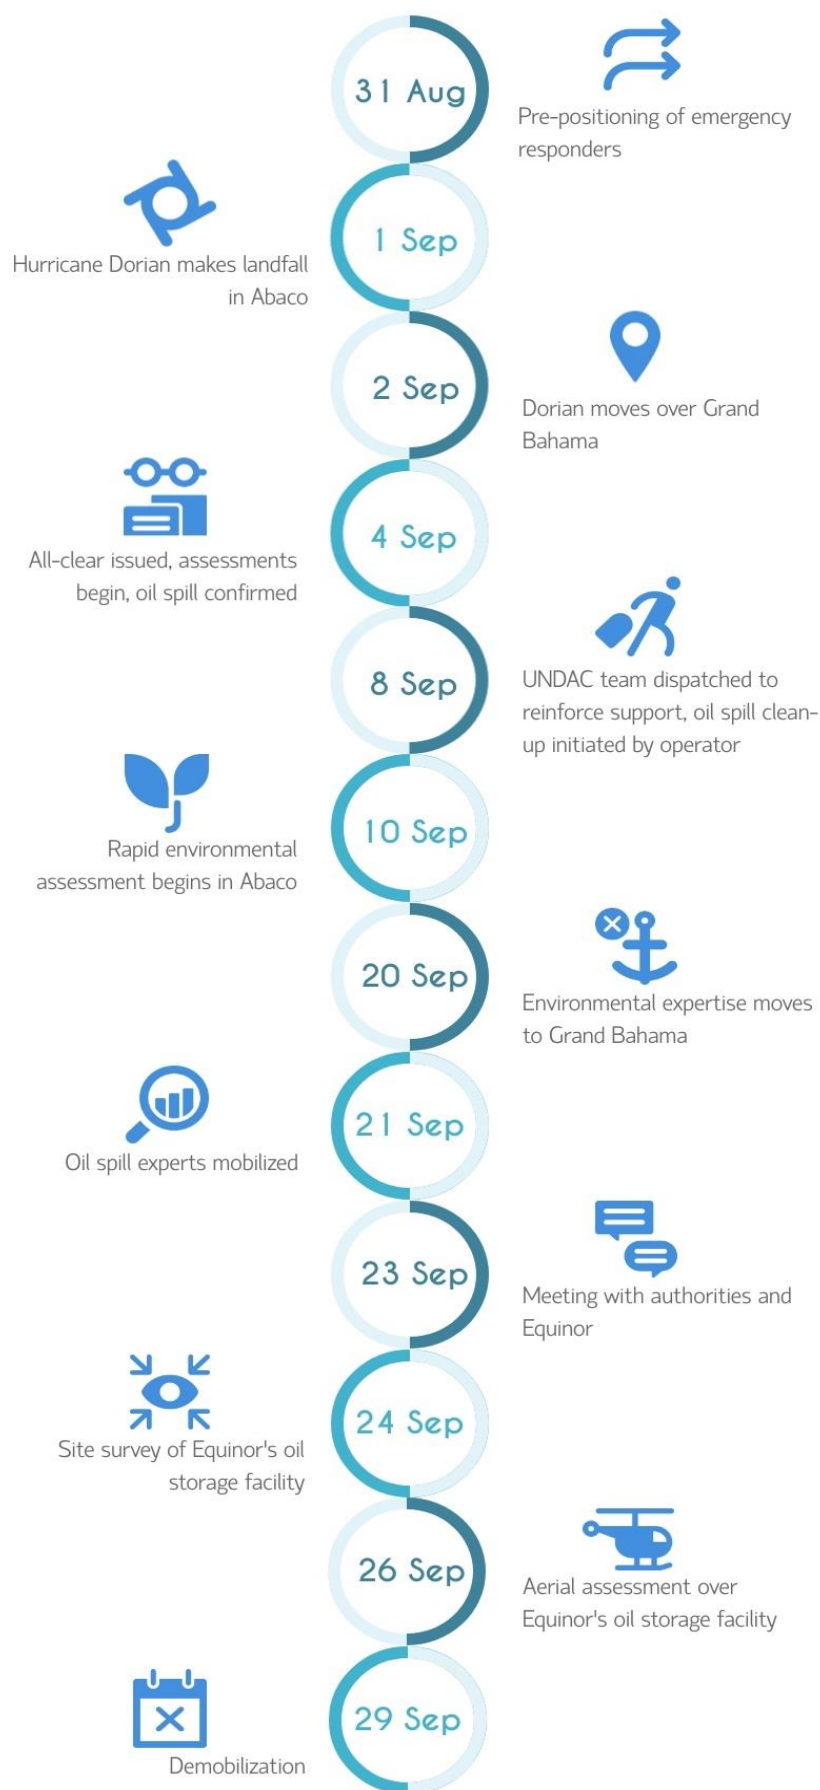 31 Aug
Pre-positioning of emergency
responders
1 Sep
Hurricane Dorian makes landfall
in Abaco
2 Sep
Dorian moves over Grand
Bahama
4 Sep
All-clear issued, assessments
begin, oil spill confirmed
8 Sep
UNDAC team dispatched to
reinforce support, oil spill clean-
up initiated by operator
10 Sep
Rapid environmental
assessment begins in Abaco
20 Sep
Environmental expertise moves
to Grand Bahama
21 Sep
Oil spill experts mobilized
23 Sep
Meeting with authorities and
Equinor
24 Sep
Site survey of Equinor's oil
storage facility
26 Sep
Aerial assessment over
Equinor's oil storage facility
29 Sep
Demobilization